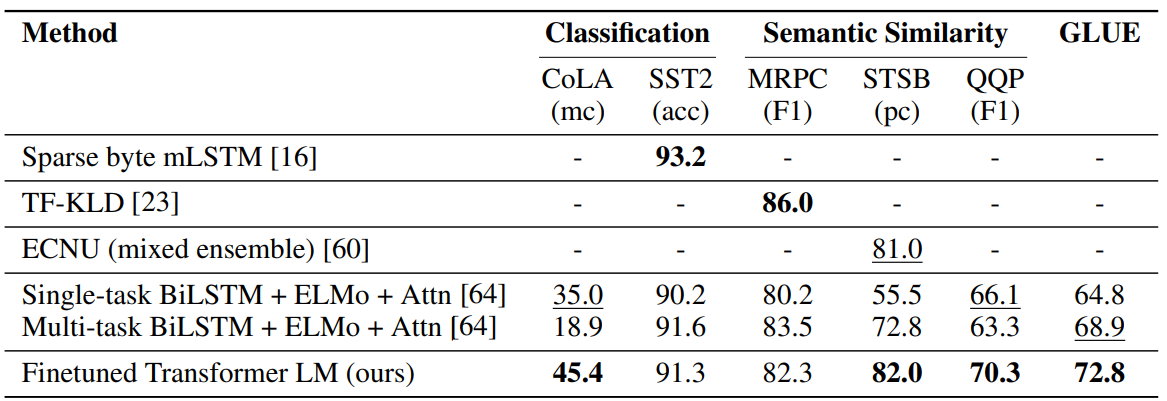 Method Classification Semantic Similarity GLUE
CoLA SST2 MRPC STSB QQP
(mc) (acc) (F1) (pc) (F1)
Sparse byte mLSTM [16] - 93.2 - - - -
TF-KLD [23] - - 86.0 - - -
ECNU (mixed ensemble) [60] - - - 81.0 - -
Single-task BiLSTM + ELMo + Attn [64] 35.0 90.2 80.2 55.5 66.1 64.8
Multi-task BiLSTM + ELMo + Attn [64] 18.9 91.6 83.5 72.8 63.3 68.9
Finetuned Transformer LM (ours) 45.4 91.3 82.3 82.0 70.3 72.8